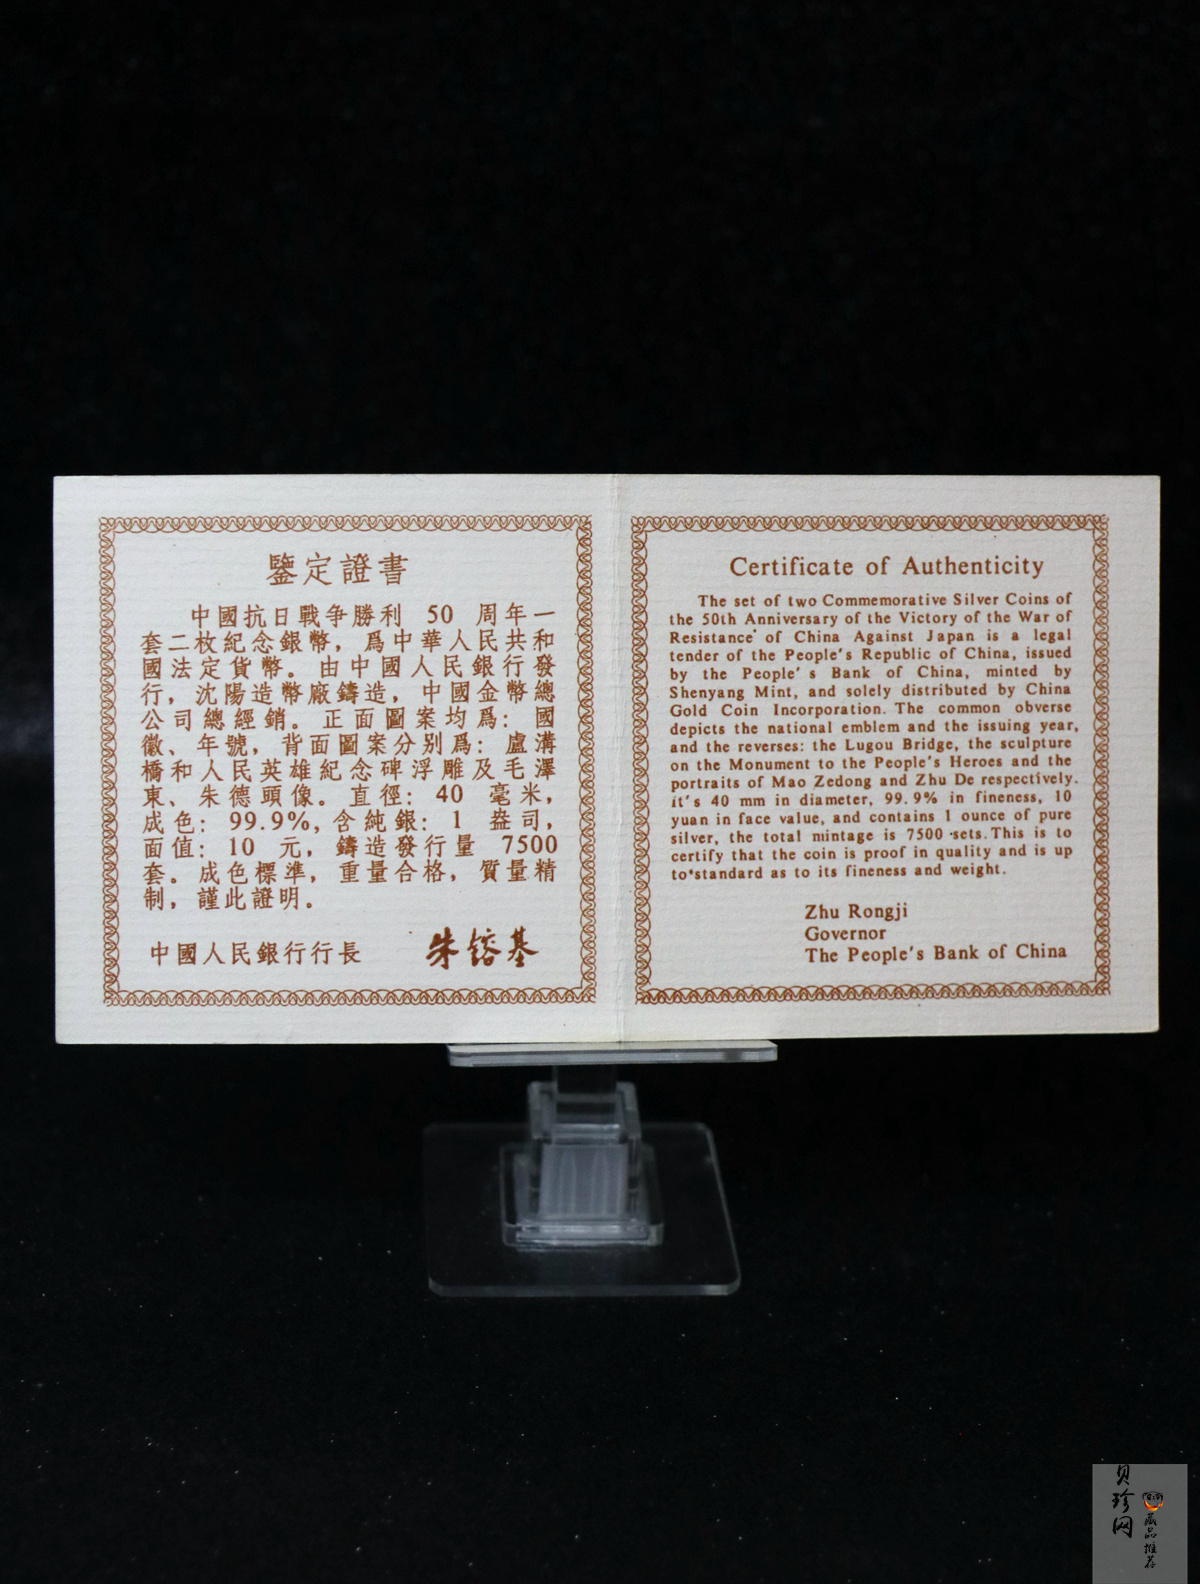 鑒定證書
中國抗日戰争勝利 50 周年一
套二枚紀念銀幣，爲中華人民共和
國法定貨幣。由中國人民銀行發
行，沈陽造幣廠鑄造，中國金幣總
公司總經銷。正面圖案均爲：國
徽、年號，背面圖案分别爲：盧溝
橋和人民英雄紀念碑浮雕及毛澤
東、朱德頭像。直徑：40 毫米，
成色：99.9%，含純銀：1 盎司，
面值：10 元，鑄造發行量 7500
套。成色標準，重量合格，質量精
制，謹此證明。
中國人民銀行行長 朱镕基
Certificate of Authenticity
The set of two Commemorative Silver Coins of
the 50th Anniversary of the Victory of the War of
Resistance of China Against Japan is a legal
tender of the People's Republic of China, issued
by the People's Bank of China, minted by
Shenyang Mint, and solely distributed by China
Gold Coin Incorporation. The common obverse
depicts the national emblem and the issuing year,
and the reverses: the Lugou Bridge, the sculpture
on the Monument to the People's Heroes and the
portraits of Mao Zedong and Zhu De respectively.
it's 40 mm in diameter, 99.9% in fineness, 10
yuan in face value, and contains 1 ounce of pure
silver, the total mintage is 7500 sets. This is to
certify that the coin is proof in quality and is up
to standard as to its fineness and weight.
Zhu Rongji
Governor
The People's Bank of China
贝珍网
藏品推荐